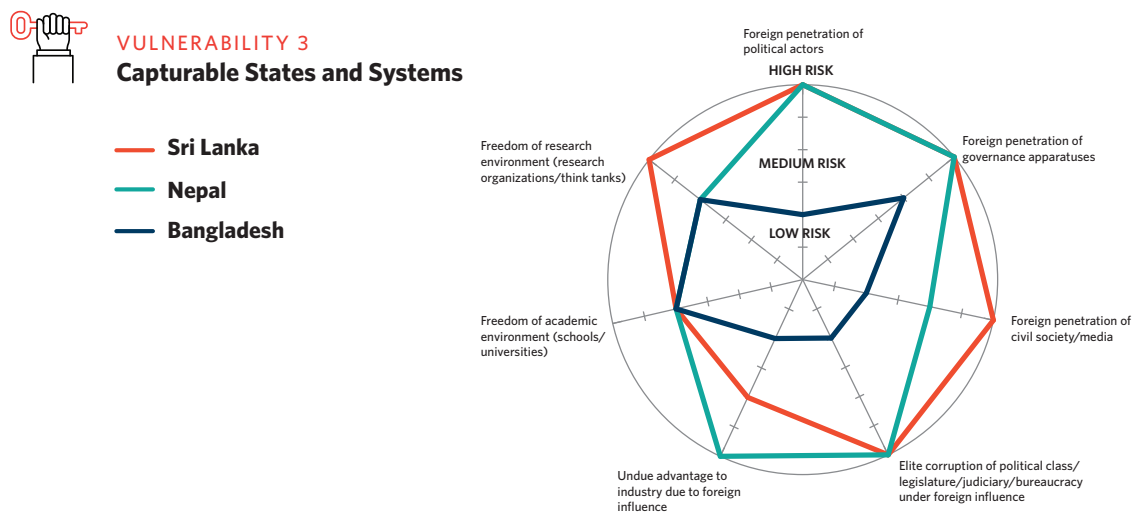 VULNERABILITY 3
Capturable States and Systems
Sri Lanka
Nepal
Bangladesh
Foreign penetration of
political actors
HIGH RISK
MEDIUM RISK
LOW RISK
Foreign penetration of
governance apparatuses
Foreign penetration of
civil society/media
Elite corruption of political class/
legislature/judiciary/bureaucracy
under foreign influence
Undue advantage to
industry due to foreign
influence
Freedom of academic
environment (schools/
universities)
Freedom of research
environment (research
organizations/think tanks)